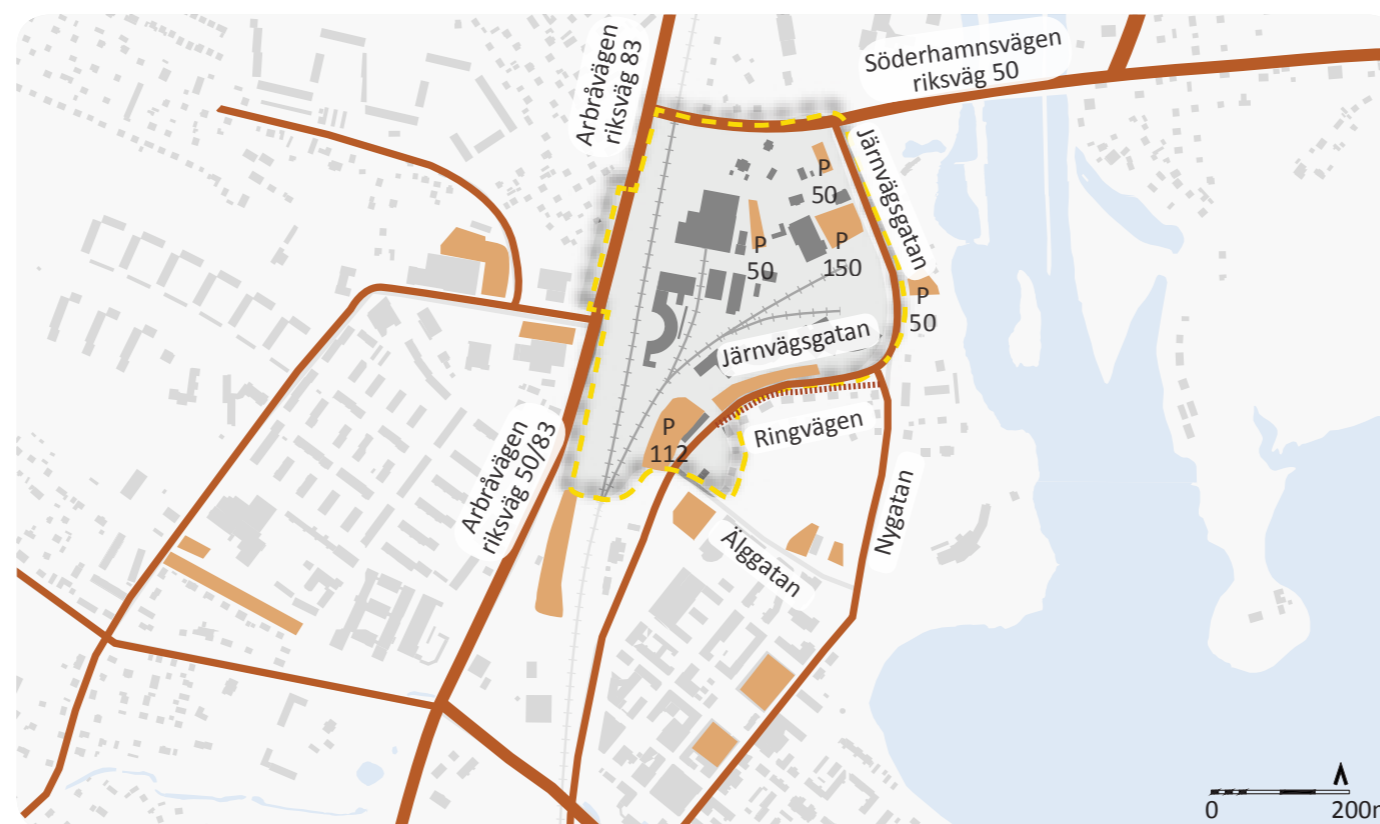 Arbråvägen
riksväg 83
Söderhamnsvägen
riksväg 50
Järnvägsgatan
P
50
P
50
P
150
P
50
Järnvägsgatan
P
112
Ringvägen
Arbråvägen
riksväg 50/83
Älggatan
Nygatan
0
200m